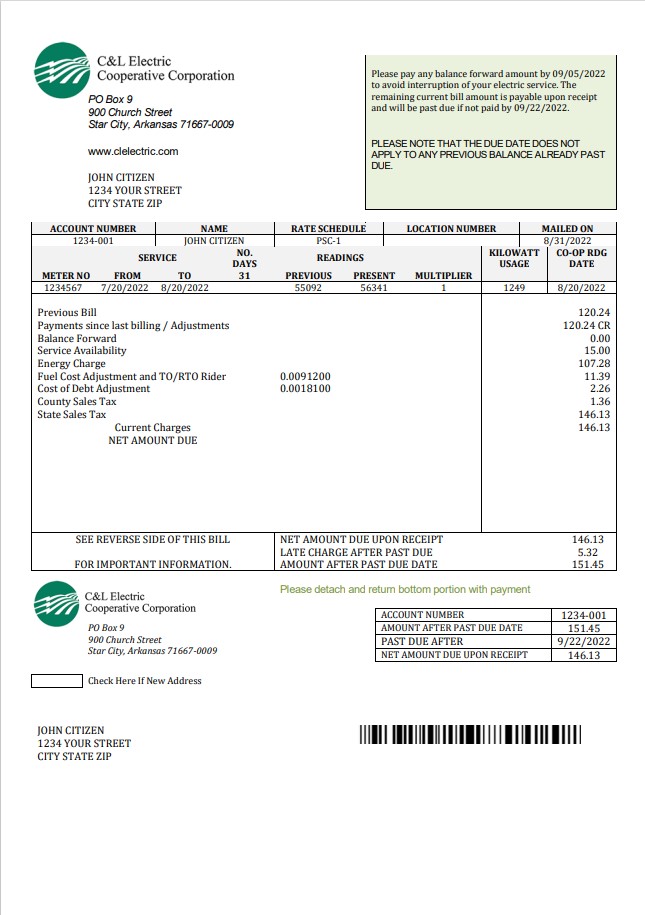 C&L Electric
Cooperative Corporation
PO Box 9
900 Church Street
Star City, Arkansas 71667-0009
www.clelectric.com
JOHN CITIZEN
1234 YOUR STREET
CITY STATE ZIP
Please pay any balance forward amount by 09/05/2022
to avoid interruption of your electric service. The
remaining current bill amount is payable upon receipt
and will be past due if not paid by 09/22/2022.
PLEASE NOTE THAT THE DUE DATE DOES NOT
APPLY TO ANY PREVIOUS BALANCE ALREADY PAST
DUE.
ACCOUNT NUMBER NAME RATE SCHEDULE LOCATION NUMBER MAILED ON
1234-001 JOHN CITIZEN PSC-1 8/31/2022
SERVICE NO. DAYS READINGS KILOWATT USAGE CO-OP RDG DATE
METER NO FROM TO 31 PREVIOUS PRESENT MULTIPLIER
1234567 7/20/2022 8/20/2022 55092 56341 1 1249 8/20/2022
Previous Bill 120.24
Payments since last billing / Adjustments 120.24 CR
Balance Forward 0.00
Service Availability 15.00
Energy Charge 107.28
Fuel Cost Adjustment and TO/RTO Rider 0.0091200 11.39
Cost of Debt Adjustment 0.0018100 2.26
County Sales Tax 1.36
State Sales Tax 146.13
Current Charges 146.13
NET AMOUNT DUE
SEE REVERSE SIDE OF THIS BILL NET AMOUNT DUE UPON RECEIPT 146.13
LATE CHARGE AFTER PAST DUE 5.32
FOR IMPORTANT INFORMATION. AMOUNT AFTER PAST DUE DATE 151.45
C&L Electric
Cooperative Corporation
PO Box 9
900 Church Street
Star City, Arkansas 71667-0009
Please detach and return bottom portion with payment
ACCOUNT NUMBER 1234-001
AMOUNT AFTER PAST DUE DATE 151.45
PAST DUE AFTER 9/22/2022
NET AMOUNT DUE UPON RECEIPT 146.13
Check Here If New Address
JOHN CITIZEN
1234 YOUR STREET
CITY STATE ZIP